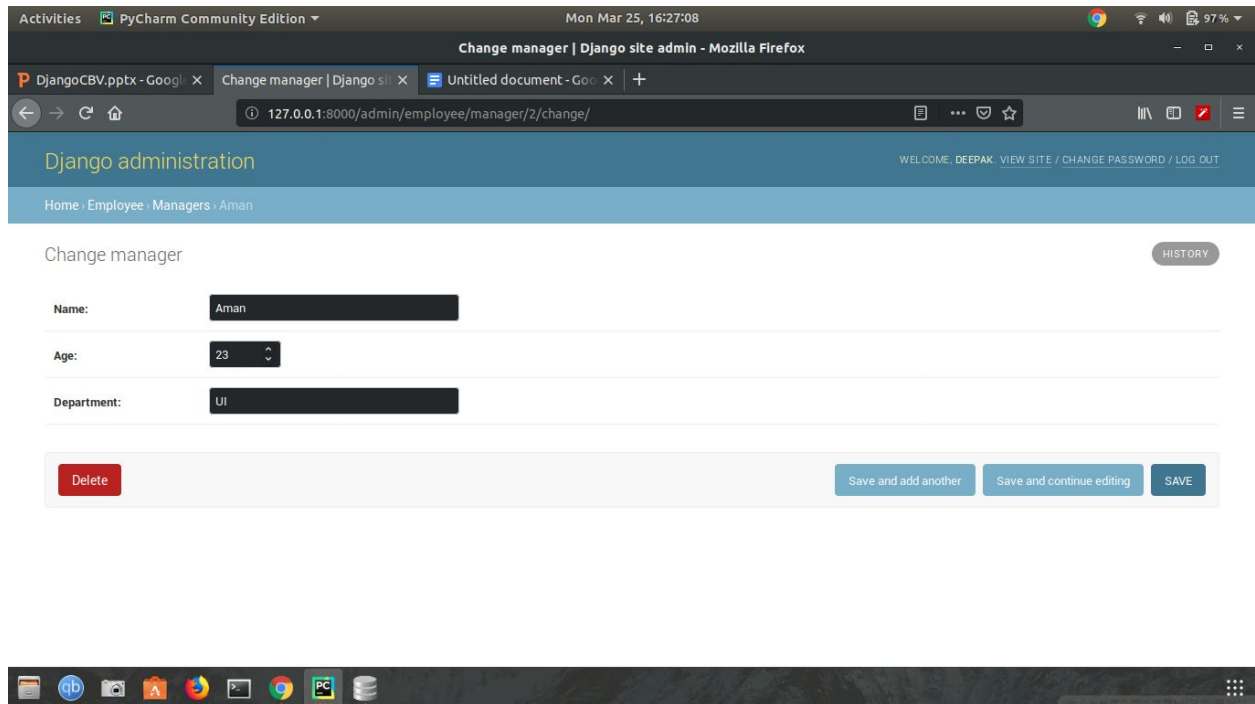 Activities PyCharm Community Edition Mon Mar 25, 16:27:08 97%
Change manager | Django site admin - Mozilla Firefox
DjangoCBV.pptx - Googl Change manager | Django sit Untitled document - Goo
127.0.0.1:8000/admin/employee/manager/2/change/
Django administration WELCOME, DEEPAK. VIEW SITE / CHANGE PASSWORD / LOG OUT
Home › Employee › Managers › Aman
Change manager HISTORY
Name: Aman
Age: 23
Department: UI
Delete Save and add another Save and continue editing SAVE
qb PC